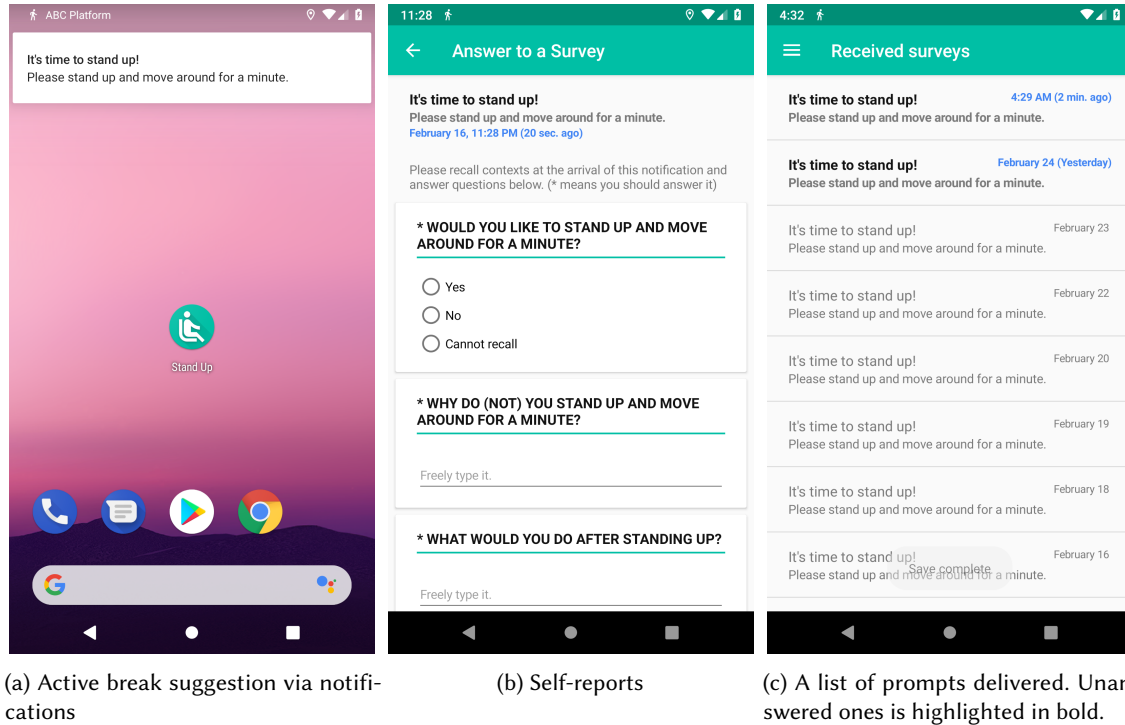 ABC Platform
It's time to stand up!
Please stand up and move around for a minute.
Stand Up
11:28
Answer to a Survey
It's time to stand up!
Please stand up and move around for a minute.
February 16, 11:28 PM (20 sec. ago)
Please recall contexts at the arrival of this notification and
answer questions below. (* means you should answer it)
* WOULD YOU LIKE TO STAND UP AND MOVE
AROUND FOR A MINUTE?
Yes
No
Cannot recall
* WHY DO (NOT) YOU STAND UP AND MOVE
AROUND FOR A MINUTE?
Freely type it.
* WHAT WOULD YOU DO AFTER STANDING UP?
Freely type it.
4:32
Received surveys
It's time to stand up! 4:29 AM (2 min. ago)
Please stand up and move around for a minute.
It's time to stand up! February 24 (Yesterday)
Please stand up and move around for a minute.
It's time to stand up! February 23
Please stand up and move around for a minute.
It's time to stand up! February 22
Please stand up and move around for a minute.
It's time to stand up! February 20
Please stand up and move around for a minute.
It's time to stand up! February 19
Please stand up and move around for a minute.
It's time to stand up! February 18
Please stand up and move around for a minute.
It's time to stand up! February 16
Please stand up and move around for a minute.
Save complete
(a) Active break suggestion via notifi-
cations
(b) Self-reports
(c) A list of prompts delivered. Unan
swered ones is highlighted in bold.